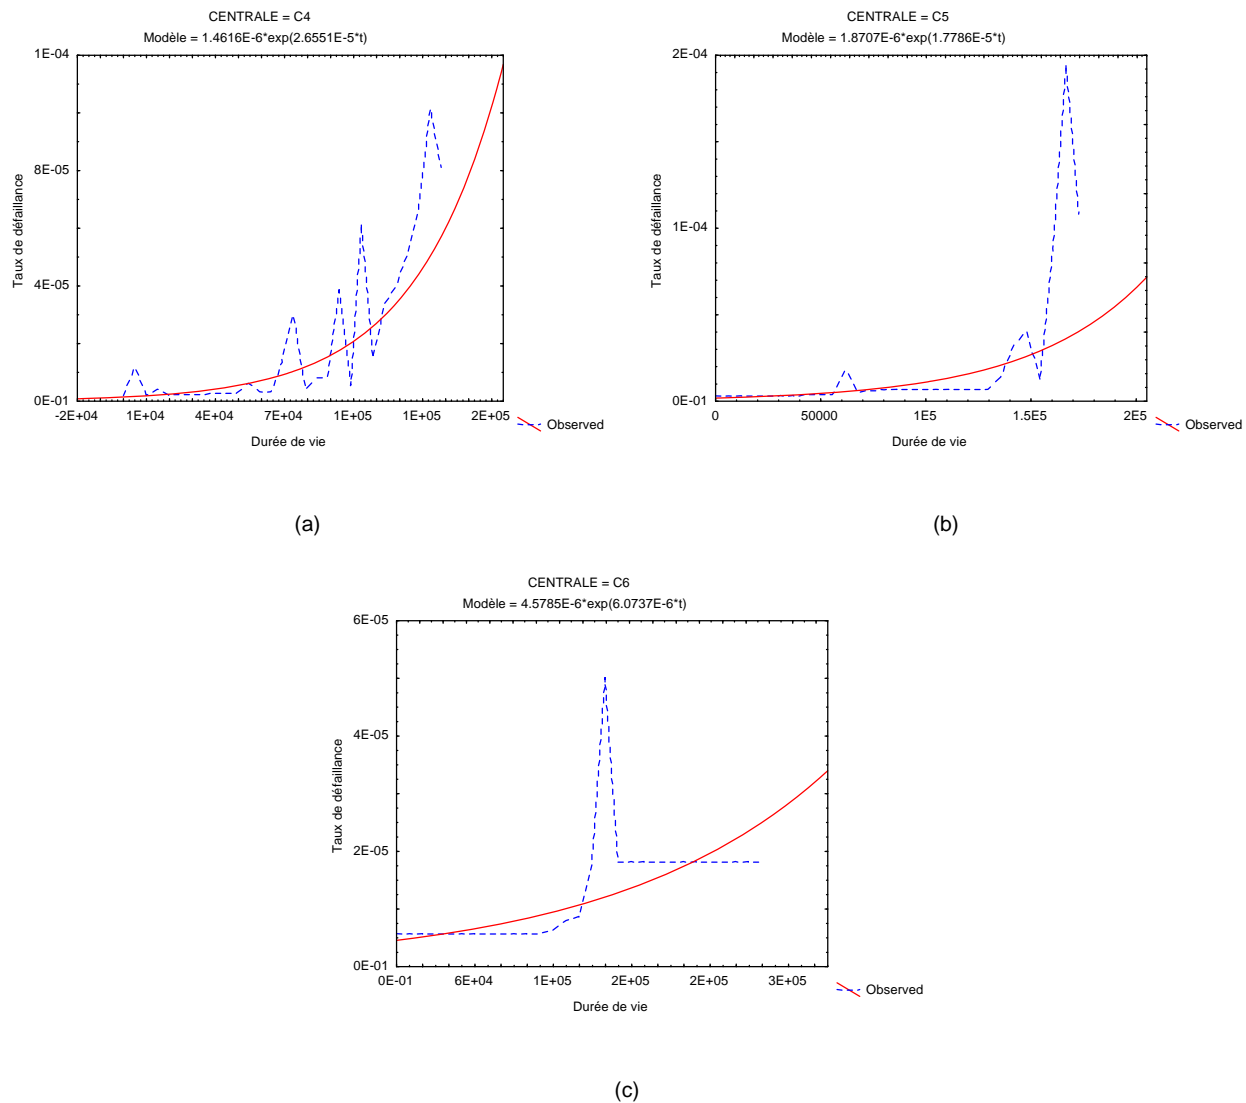 CENTRALE = C4
Modèle = 1.4616E-6*exp(2.6551E-5*t)
Taux de défaillance
1E-04
8E-05
4E-05
0E-01
-2E+04 1E+04 4E+04 7E+04 1E+05 1E+05 2E+05
Durée de vie
Observed
(a)
CENTRALE = C5
Modèle = 1.8707E-6*exp(1.7786E-5*t)
Taux de défaillance
2E-04
1E-04
0E-01
0 50000 1E5 1.5E5 2E5
Durée de vie
Observed
(b)
CENTRALE = C6
Modèle = 4.5785E-6*exp(6.0737E-6*t)
Taux de défaillance
6E-05
4E-05
2E-05
0E-01
0E-01 6E+04 1E+05 2E+05 2E+05 3E+05
Durée de vie
Observed
(c)